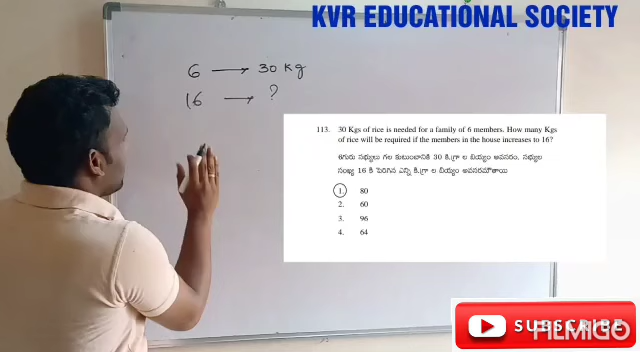 KVR EDUCATIONAL SOCIETY
6 → 30 kg
16 → ?
113. 30 Kgs of rice is needed for a family of 6 members. How many Kgs
of rice will be required if the members in the house increases to 16?
6గురు సభ్యులు గల కుటుంబానికి 30 కి.గ్రా ల బియ్యం అవసరం. సభ్యుల
సంఖ్య 16 కి పెరిగిన ఎన్ని కి.గ్రా ల బియ్యం అవసరమౌతాయి
1. 80
2. 60
3. 96
4. 64
SUBSCRIBE
FILMIGO